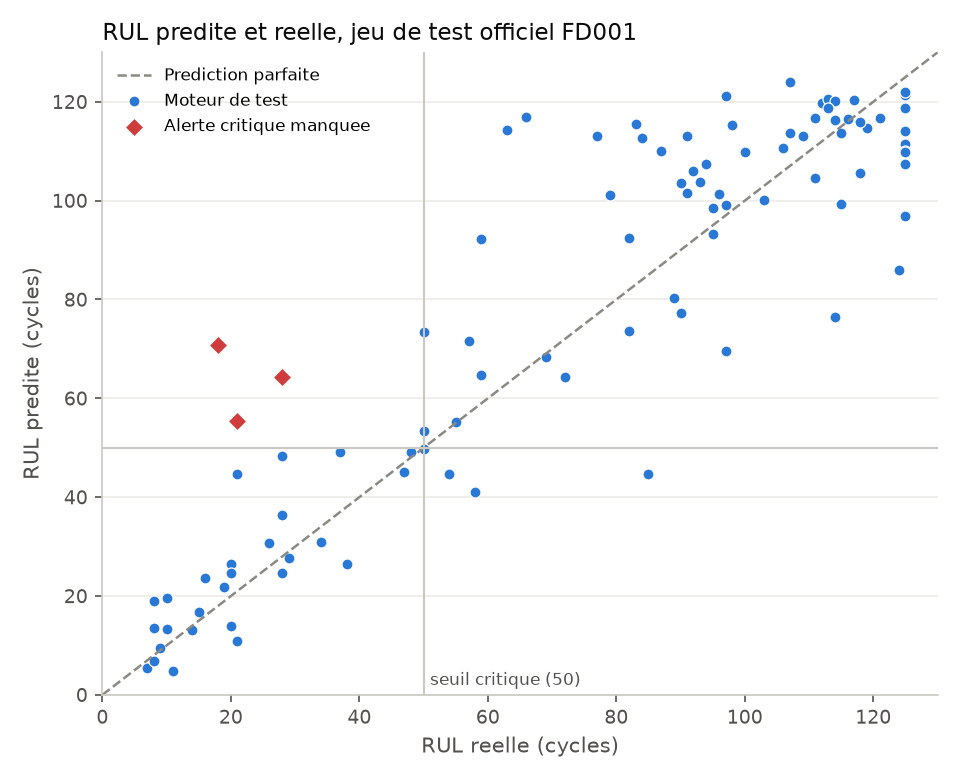 RUL predite et reelle, jeu de test officiel FD001
Prediction parfaite
Moteur de test
Alerte critique manquee
RUL predite (cycles)
120
100
80
60
40
20
0
seuil critique (50)
0 20 40 60 80 100 120
RUL reelle (cycles)